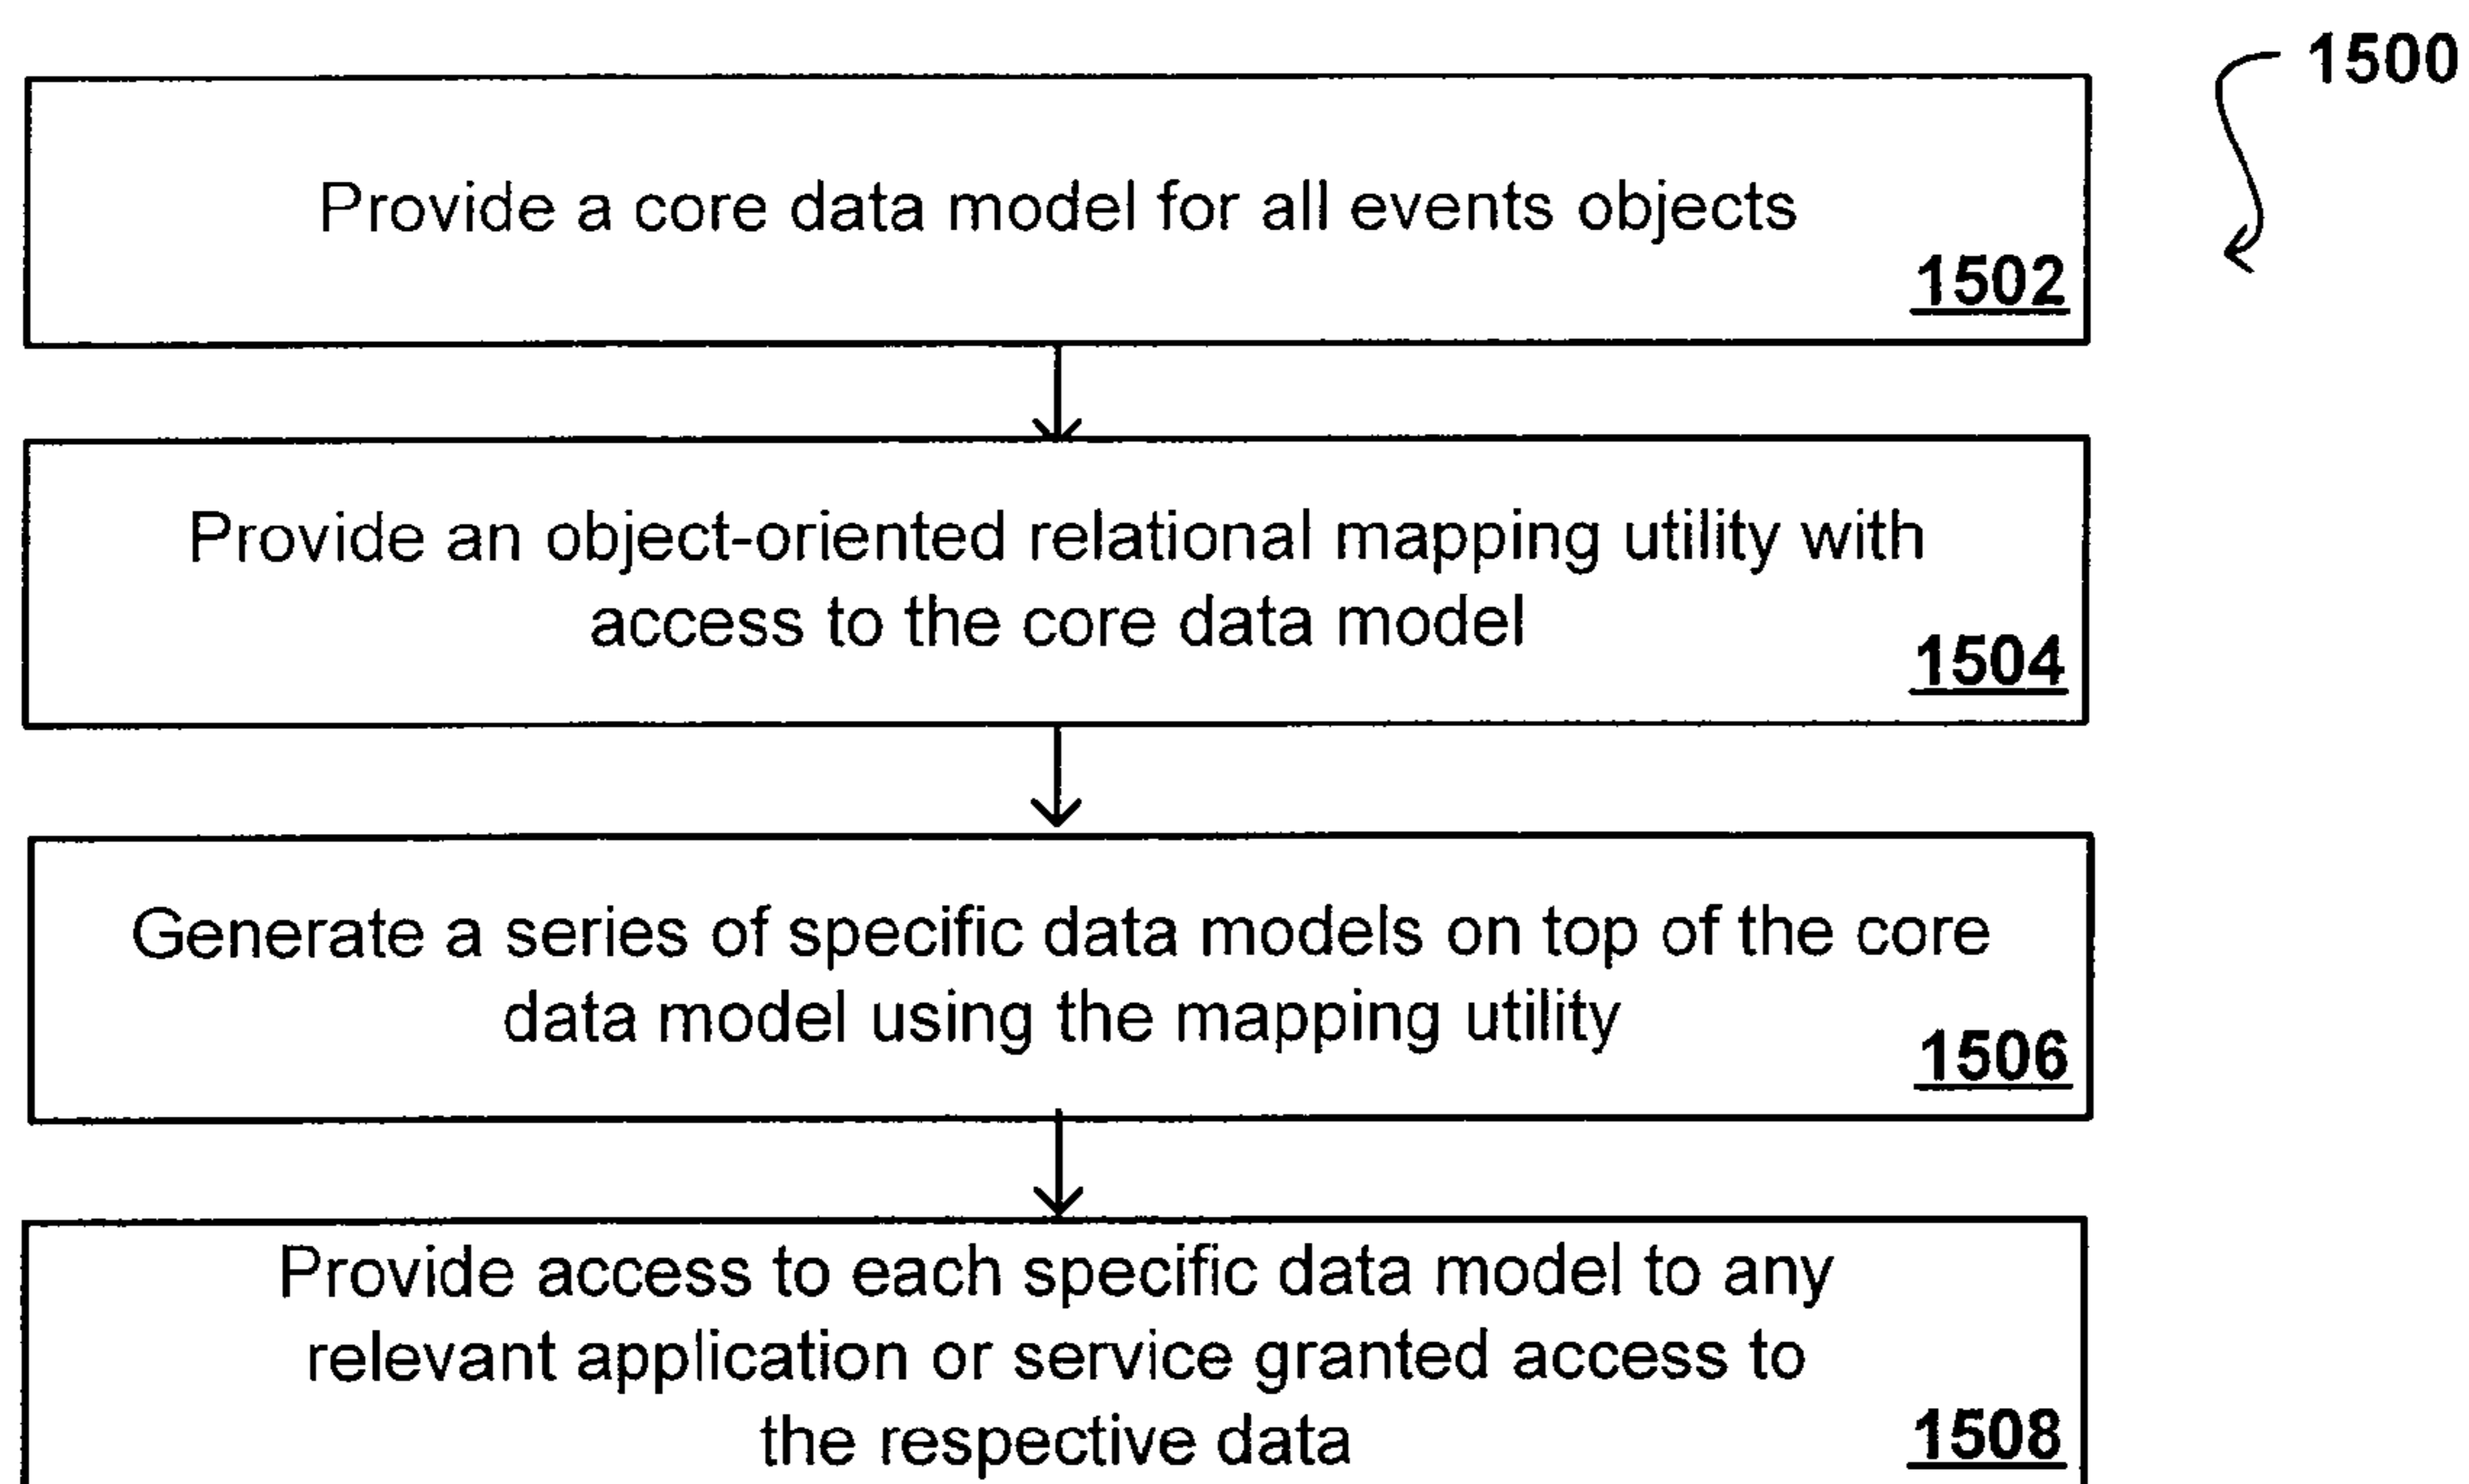 1500
Provide a core data model for all events objects
1502
Provide an object-oriented relational mapping utility with
access to the core data model
1504
Generate a series of specific data models on top of the core
data model using the mapping utility
1506
Provide access to each specific data model to any
relevant application or service granted access to
the respective data
1508